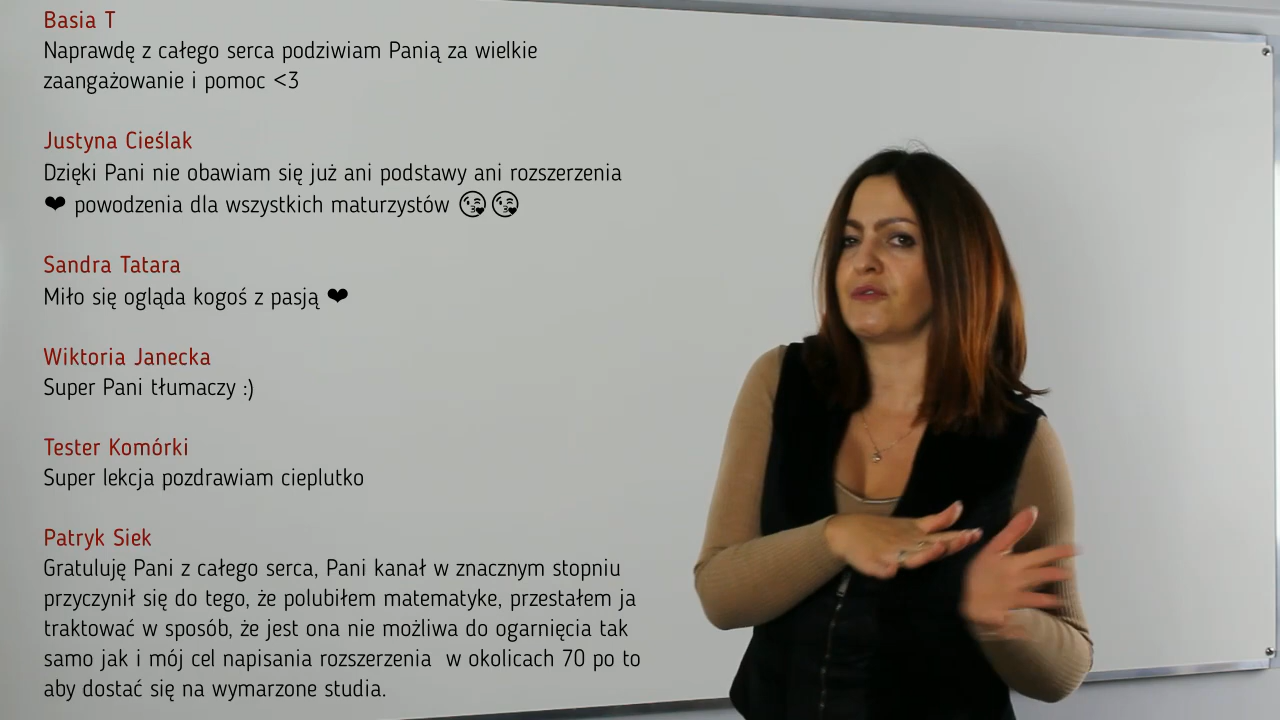 Basia T
Naprawdę z całego serca podziwiam Panią za wielkie
zaangażowanie i pomoc <3
Justyna Cieślak
Dzięki Pani nie obawiam się już ani podstawy ani rozszerzenia
❤ powodzenia dla wszystkich maturzystów 😘😘
Sandra Tatara
Miło się ogląda kogoś z pasją ❤
Wiktoria Janecka
Super Pani tłumaczy :)
Tester Komórki
Super lekcja pozdrawiam cieplutko
Patryk Siek
Gratuluję Pani z całego serca, Pani kanał w znacznym stopniu
przyczynił się do tego, że polubiłem matematyke, przestałem ja
traktować w sposób, że jest ona nie możliwa do ogarnięcia tak
samo jak i mój cel napisania rozszerzenia  w okolicach 70 po to
aby dostać się na wymarzone studia.